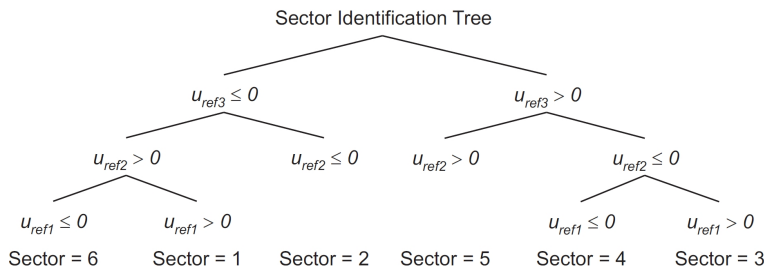 Sector Identification Tree
u_ref3 ≤ 0 u_ref3 > 0
u_ref2 > 0 u_ref2 ≤ 0 u_ref2 > 0 u_ref2 ≤ 0
u_ref1 ≤ 0 u_ref1 > 0 u_ref1 ≤ 0 u_ref1 > 0
Sector = 6 Sector = 1 Sector = 2 Sector = 5 Sector = 4 Sector = 3